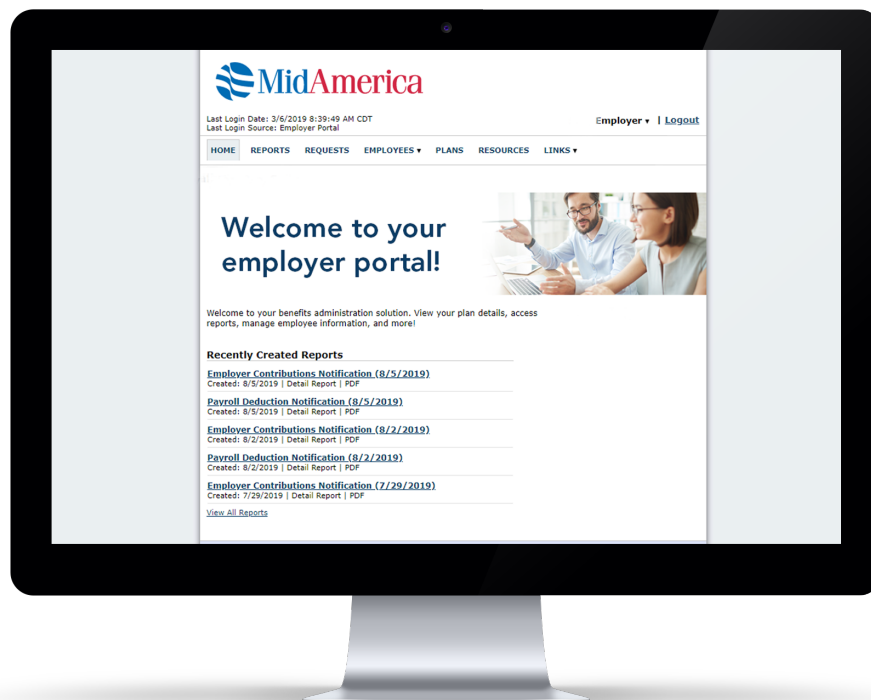 MidAmerica
Last Login Date: 3/6/2019 8:39:49 AM CDT
Last Login Source: Employer Portal
Employer ▾ | Logout
HOME REPORTS REQUESTS EMPLOYEES ▾ PLANS RESOURCES LINKS ▾
Welcome to your
employer portal!
Welcome to your benefits administration solution. View your plan details, access
reports, manage employee information, and more!
Recently Created Reports
Employer Contributions Notification (8/5/2019)
Created: 8/5/2019 | Detail Report | PDF
Payroll Deduction Notification (8/5/2019)
Created: 8/5/2019 | Detail Report | PDF
Employer Contributions Notification (8/2/2019)
Created: 8/2/2019 | Detail Report | PDF
Payroll Deduction Notification (8/2/2019)
Created: 8/2/2019 | Detail Report | PDF
Employer Contributions Notification (7/29/2019)
Created: 7/29/2019 | Detail Report | PDF
View All Reports